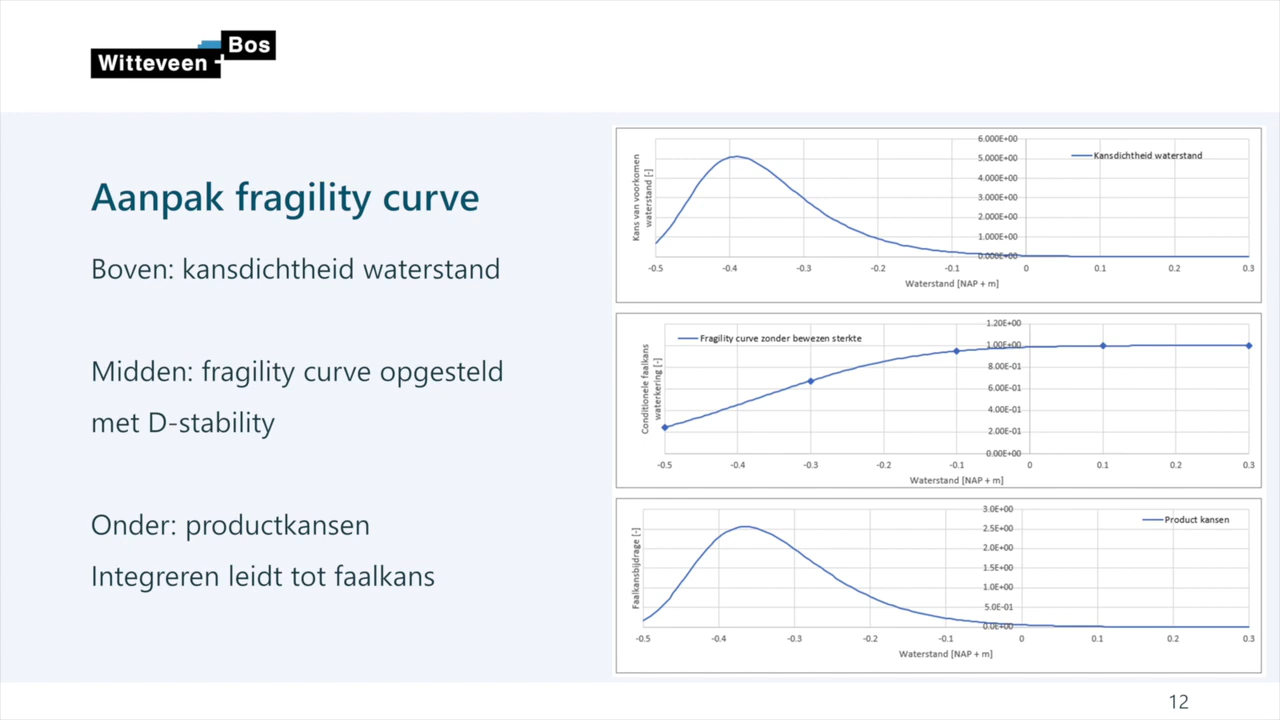 Witteveen + Bos
Aanpak fragility curve
Boven: kansdichtheid waterstand
Midden: fragility curve opgesteld
met D-stability
Onder: productkansen
Integreren leidt tot faalkans
Kans van voorkomen
waterstand [-]
6.000E+00
5.000E+00
4.000E+00
3.000E+00
2.000E+00
1.000E+00
0.000E+00
Kansdichtheid waterstand
-0.5 -0.4 -0.3 -0.2 -0.1 0 0.1 0.2 0.3
Waterstand [NAP + m]
Conditionele faalkans
waterkering [-]
1.20E+00
1.00E+00
8.00E-01
6.00E-01
4.00E-01
2.00E-01
0.00E+00
Fragility curve zonder bewezen sterkte
-0.5 -0.4 -0.3 -0.2 -0.1 0 0.1 0.2 0.3
Waterstand [NAP + m]
Faalkansbijdrage [-]
3.0E+00
2.5E+00
2.0E+00
1.5E+00
1.0E+00
5.0E-01
0.0E+00
Product kansen
-0.5 -0.4 -0.3 -0.2 -0.1 0 0.1 0.2 0.3
Waterstand [NAP + m]
12